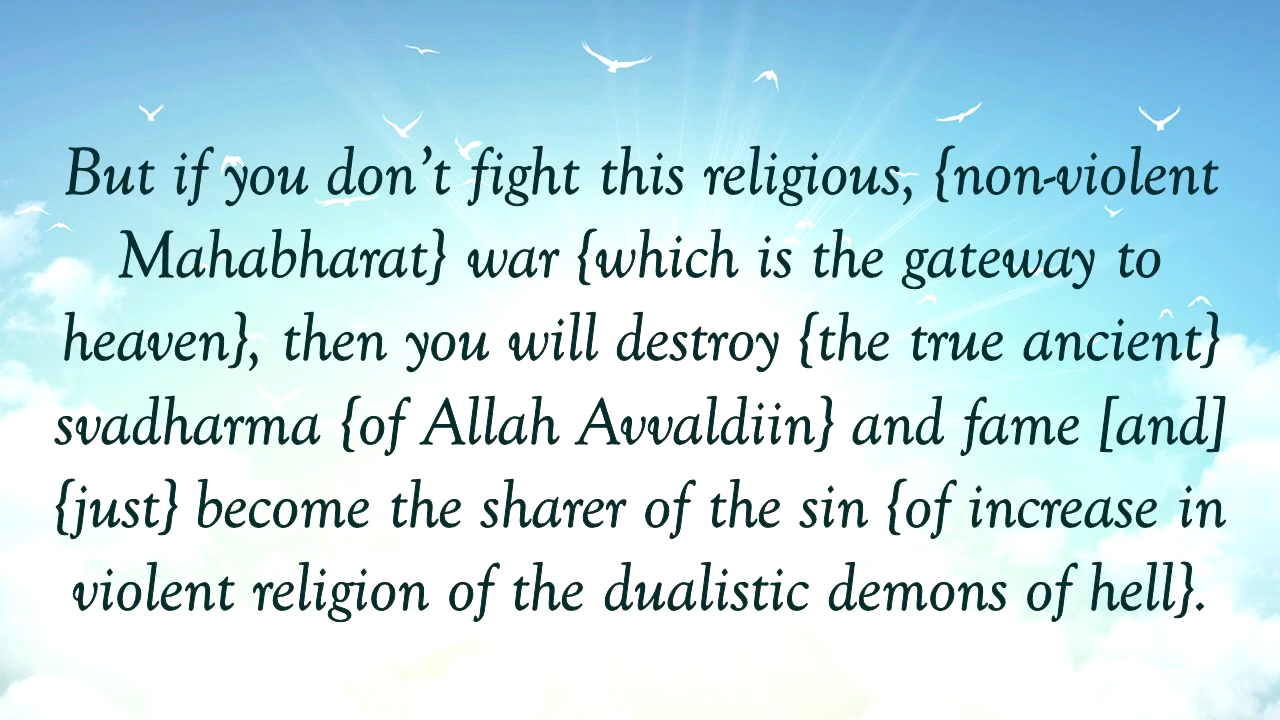 But if you don't fight this religious, {non-violent
Mahabharat} war {which is the gateway to
heaven}, then you will destroy {the true ancient}
svadharma {of Allah Avvaldiin} and fame [and]
{just} become the sharer of the sin {of increase in
violent religion of the dualistic demons of hell}.